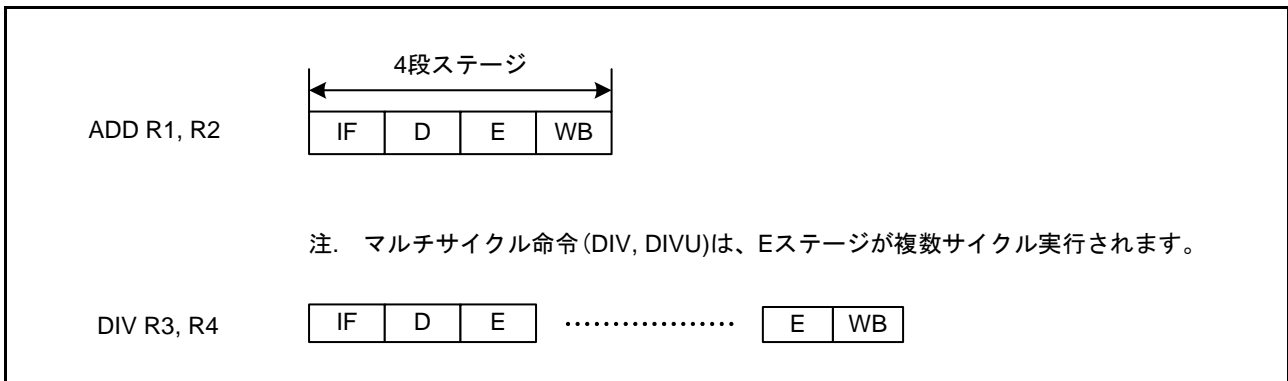 4段ステージ
ADD R1, R2 IF D E WB
注. マルチサイクル命令(DIV, DIVU)は、Eステージが複数サイクル実行されます。
DIV R3, R4 IF D E ·················· E WB